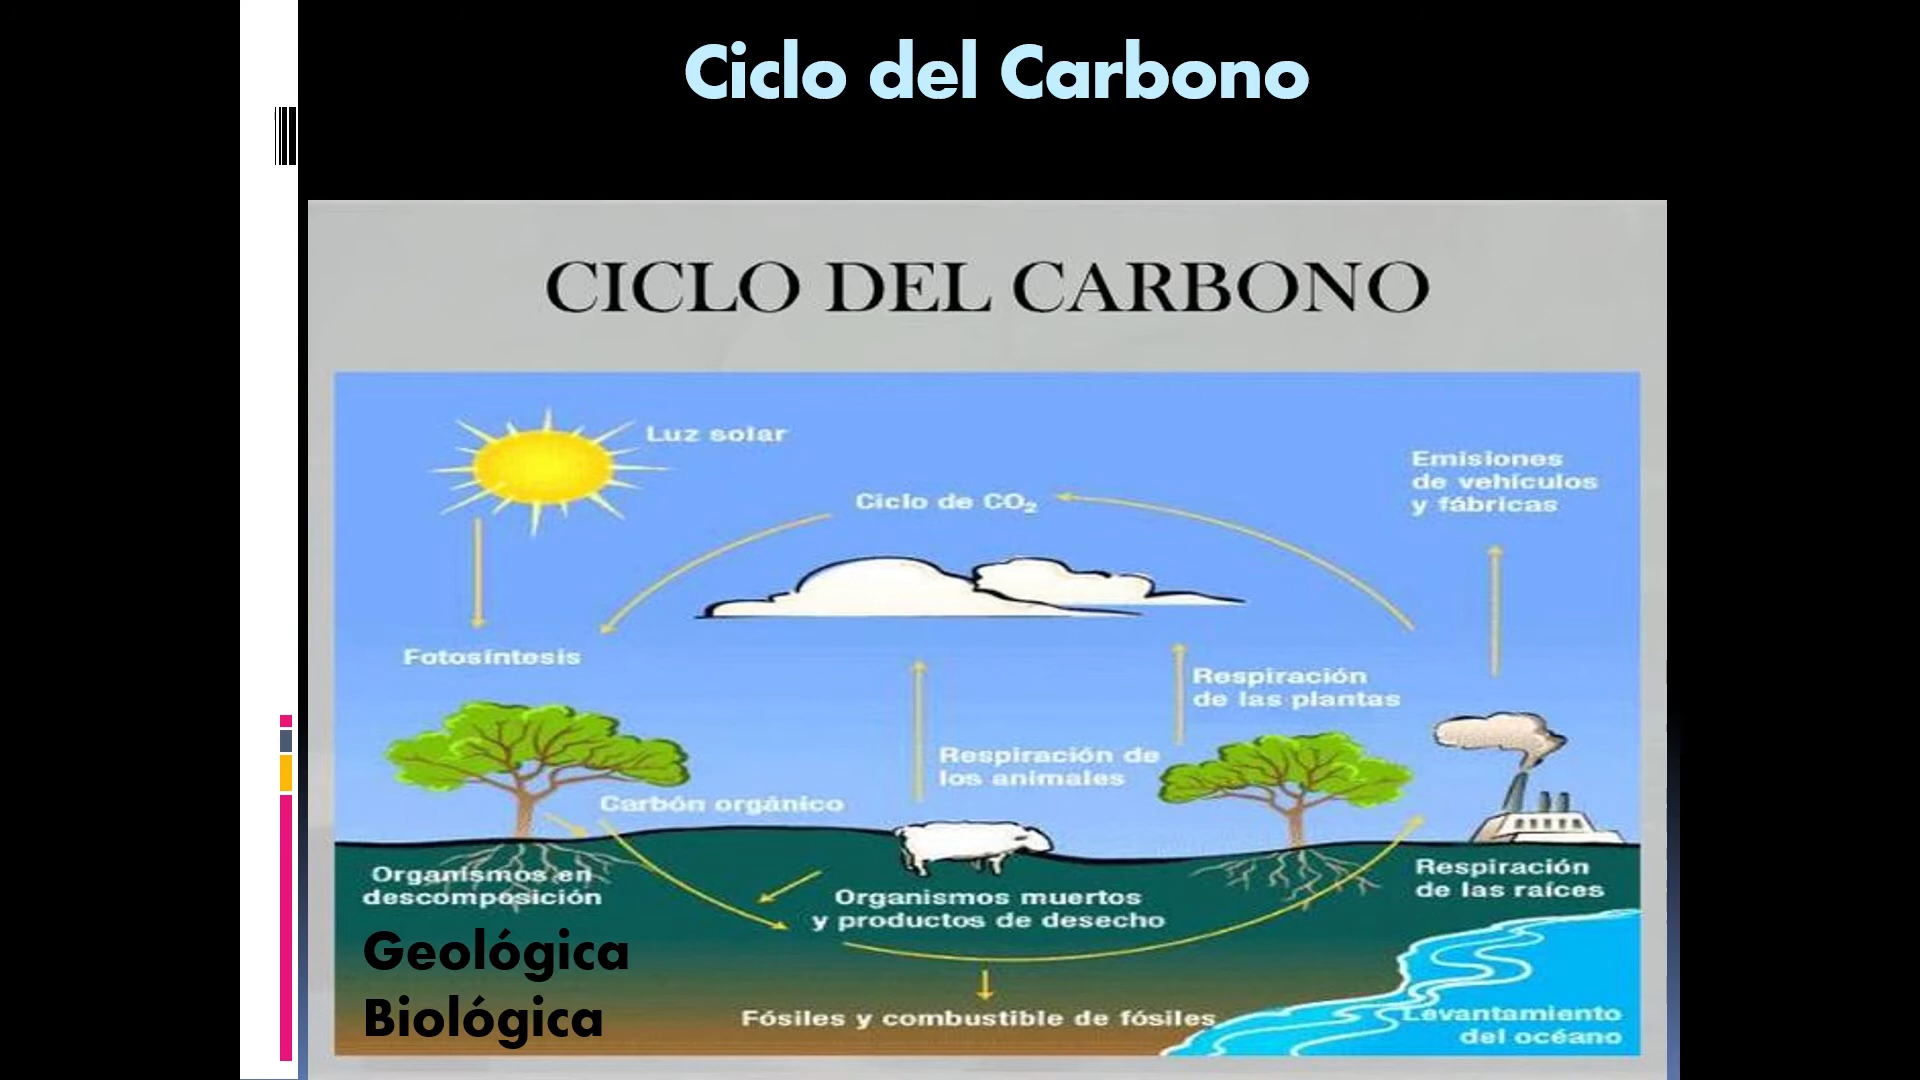 Ciclo del Carbono
CICLO DEL CARBONO
Luz solar
Emisiones
de vehículos
y fábricas
Ciclo de CO₂
Fotosíntesis
Respiración
de las plantas
Respiración de
los animales
Carbón orgánico
Organismos en
descomposición
Organismos muertos
y productos de desecho
Respiración
de las raíces
Geológica
Biológica
Fósiles y combustible de fósiles
Levantamiento
del océano